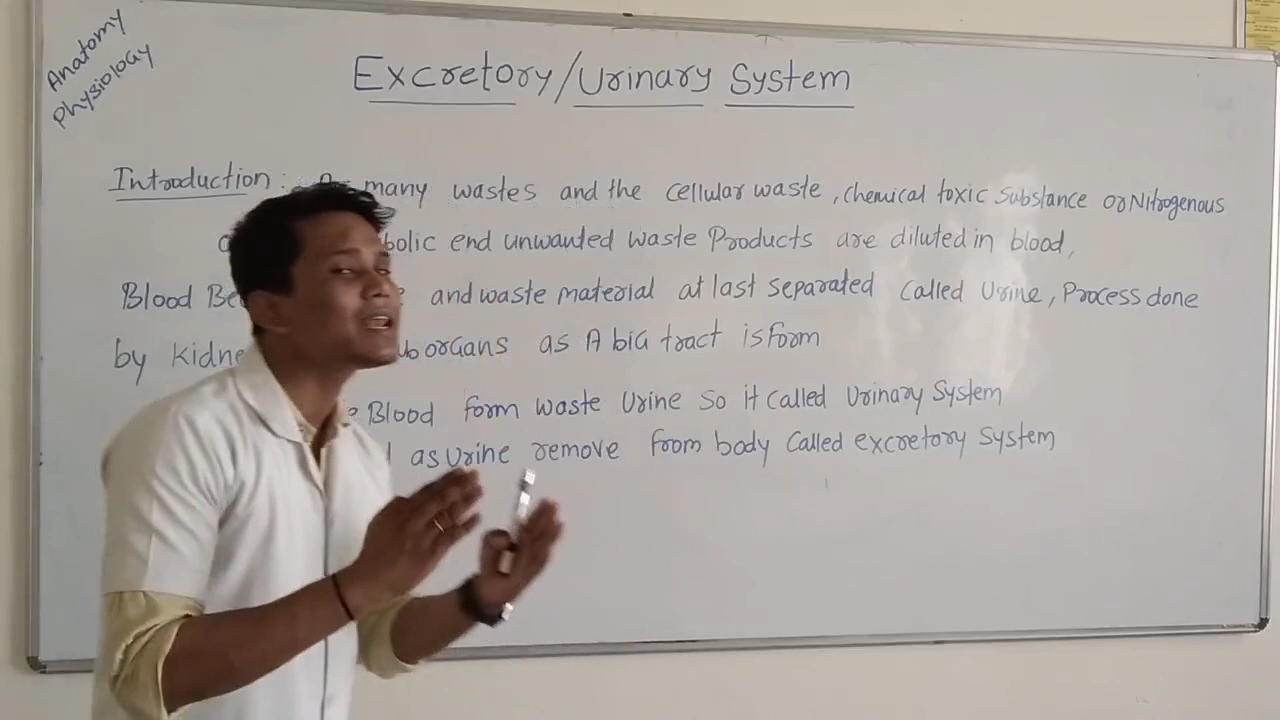 Anatomy
Physiology
Excretory/Urinary System
Introduction: many wastes and the cellular waste, chemical toxic Substance or Nitrogenous
end unwanted waste Products are diluted in blood,
Blood and waste material at last separated called Urine, Process done
by organs as A big tract is form
Blood form waste Urine So it called Urinary System
as Urine remove from body called excretory System